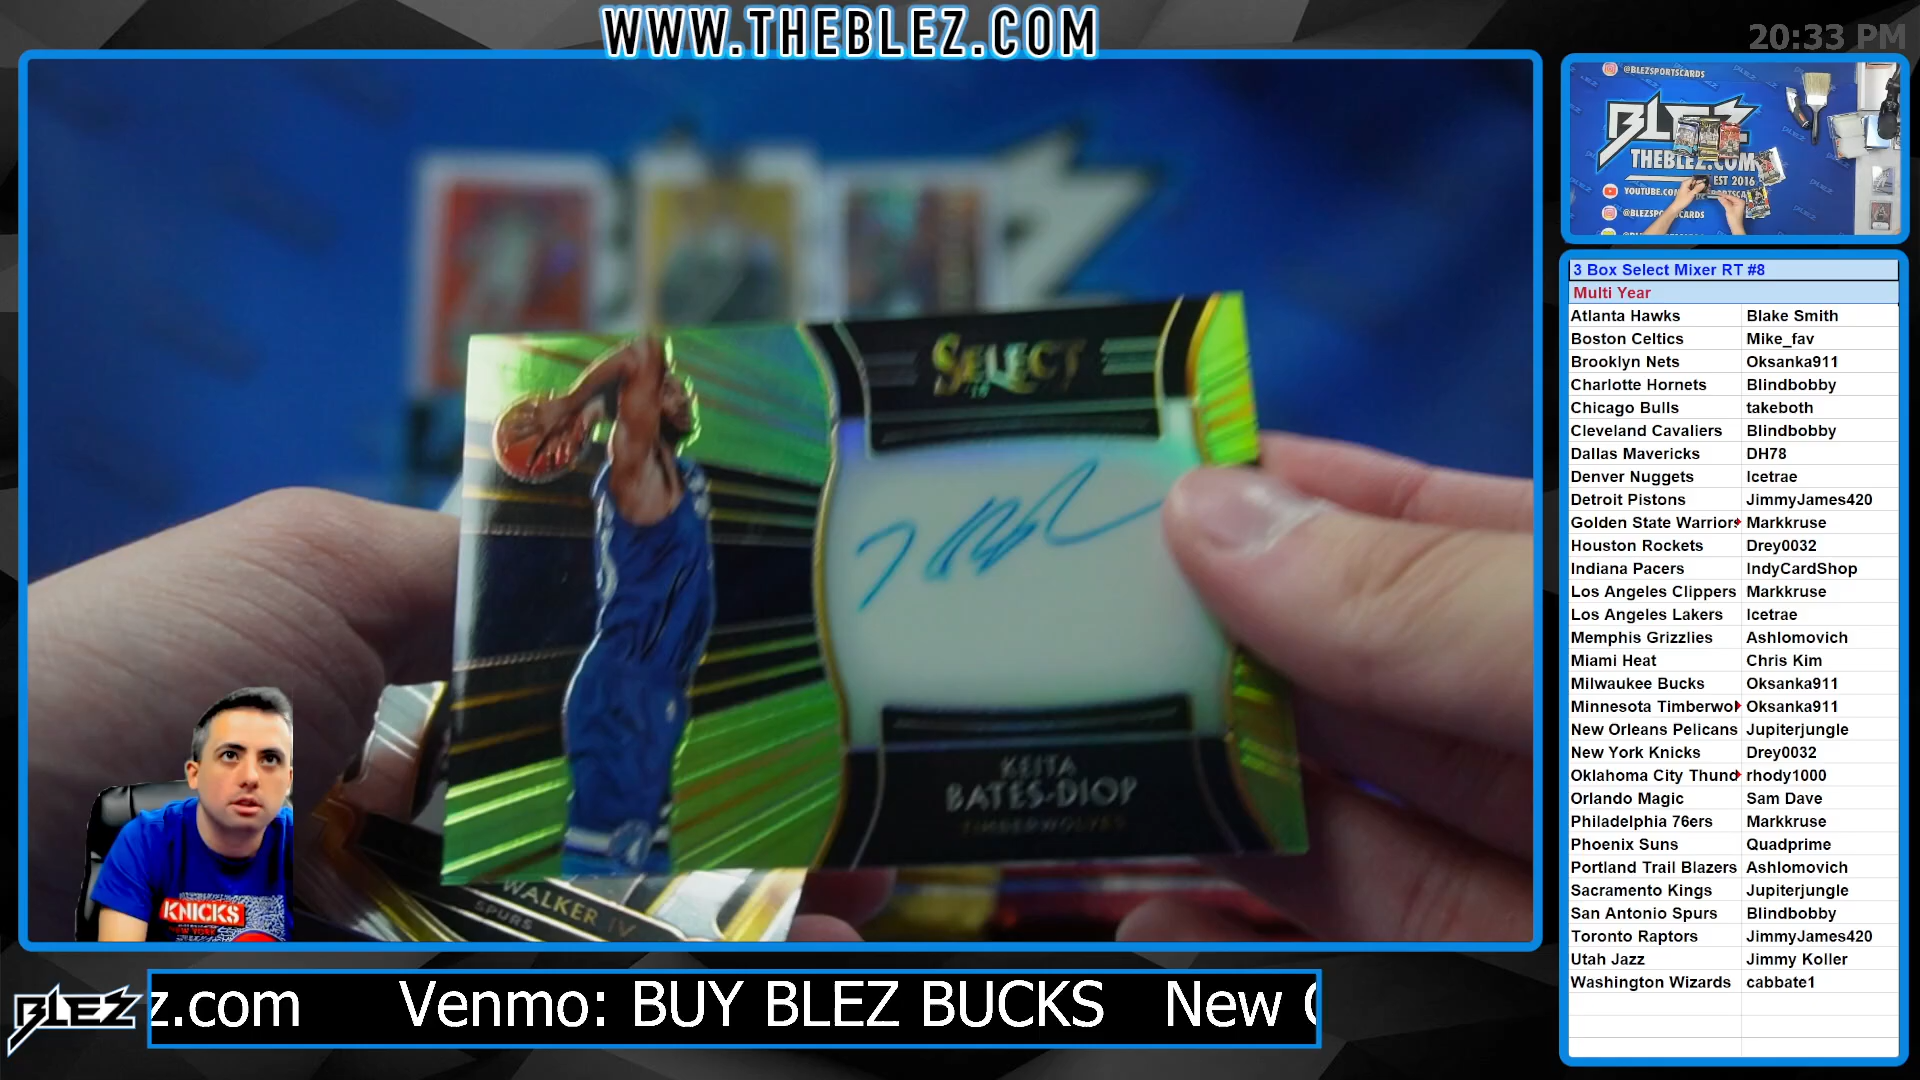 WWW.THEBLEZ.COM
20:33 PM
@BLEZSPORTSCARDS
BLEZ
THEBLEZ.COM
EST 2016
YOUTUBE.COM
SELECT
KEITA
BATES-DIOP
TIMBERWOLVES
WALKER IV
SPURS
KNICKS
NEW YORK
3 Box Select Mixer RT #8
Multi Year
Atlanta Hawks Blake Smith
Boston Celtics Mike_fav
Brooklyn Nets Oksanka911
Charlotte Hornets Blindbobby
Chicago Bulls takeboth
Cleveland Cavaliers Blindbobby
Dallas Mavericks DH78
Denver Nuggets Icetrae
Detroit Pistons JimmyJames420
Golden State Warriors Markkruse
Houston Rockets Drey0032
Indiana Pacers IndyCardShop
Los Angeles Clippers Markkruse
Los Angeles Lakers Icetrae
Memphis Grizzlies Ashlomovich
Miami Heat Chris Kim
Milwaukee Bucks Oksanka911
Minnesota Timberwol Oksanka911
New Orleans Pelicans Jupiterjungle
New York Knicks Drey0032
Oklahoma City Thund rhody1000
Orlando Magic Sam Dave
Philadelphia 76ers Markkruse
Phoenix Suns Quadprime
Portland Trail Blazers Ashlomovich
Sacramento Kings Jupiterjungle
San Antonio Spurs Blindbobby
Toronto Raptors JimmyJames420
Utah Jazz Jimmy Koller
Washington Wizards cabbate1
BLEZ
z.com Venmo: BUY BLEZ BUCKS New